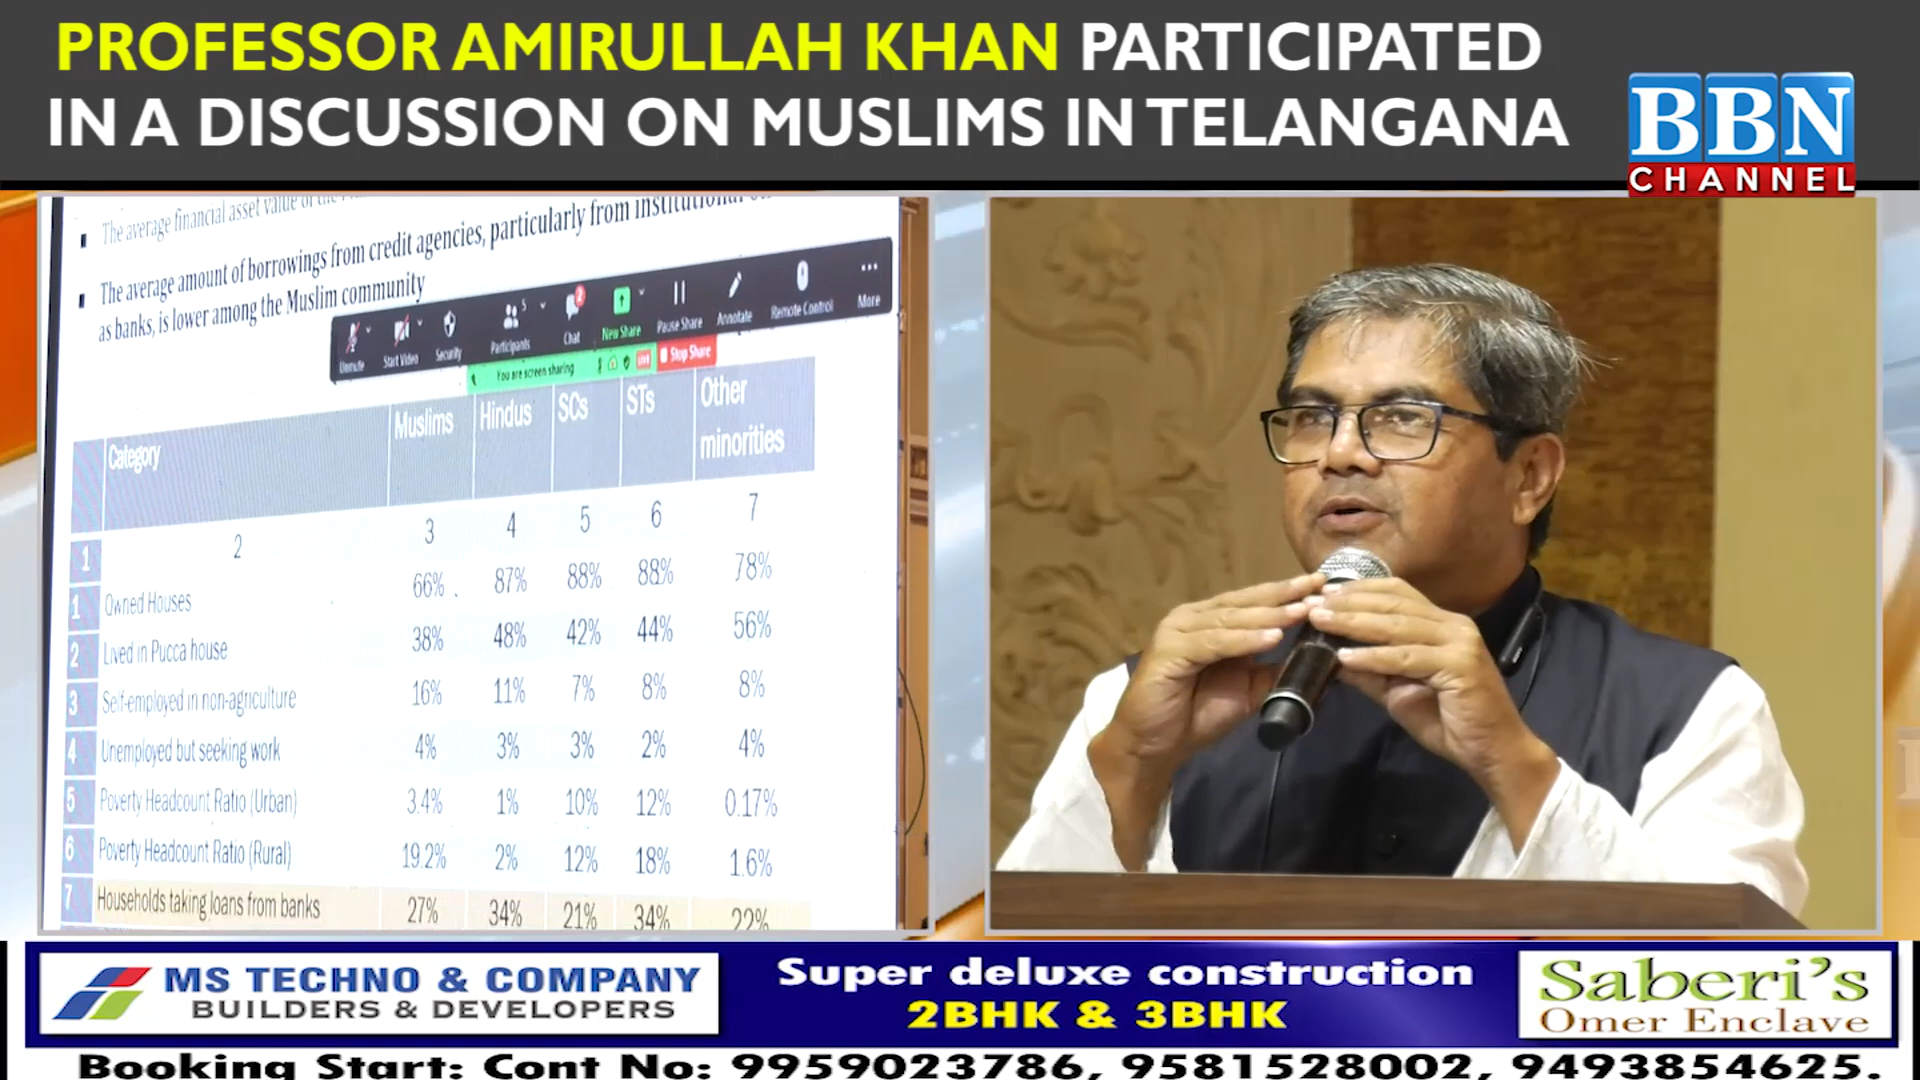 PROFESSOR AMIRULLAH KHAN PARTICIPATED
IN A DISCUSSION ON MUSLIMS IN TELANGANA
BBN
CHANNEL
The average financial asset value of the
The average amount of borrowings from credit agencies, particularly from institutional
as banks, is lower among the Muslim community
Unmute Start Video Security Participants 5 Chat 2 New Share Pause Share Annotate Remote Control More
You are screen sharing LIVE Stop Share
Category Muslims Hindus SCs STs Other minorities
1 2 3 4 5 6 7
1 Owned Houses 66% 87% 88% 88% 78%
2 Lived in Pucca house 38% 48% 42% 44% 56%
3 Self-employed in non-agriculture 16% 11% 7% 8% 8%
4 Unemployed but seeking work 4% 3% 3% 2% 4%
5 Poverty Headcount Ratio (Urban) 3.4% 1% 10% 12% 0.17%
6 Poverty Headcount Ratio (Rural) 19.2% 2% 12% 18% 1.6%
7 Households taking loans from banks 27% 34% 21% 34% 22%
MS TECHNO & COMPANY
BUILDERS & DEVELOPERS
Super deluxe construction
2BHK & 3BHK
Saberi's
Omer Enclave
Booking Start: Cont No: 9959023786, 9581528002, 9493854625.